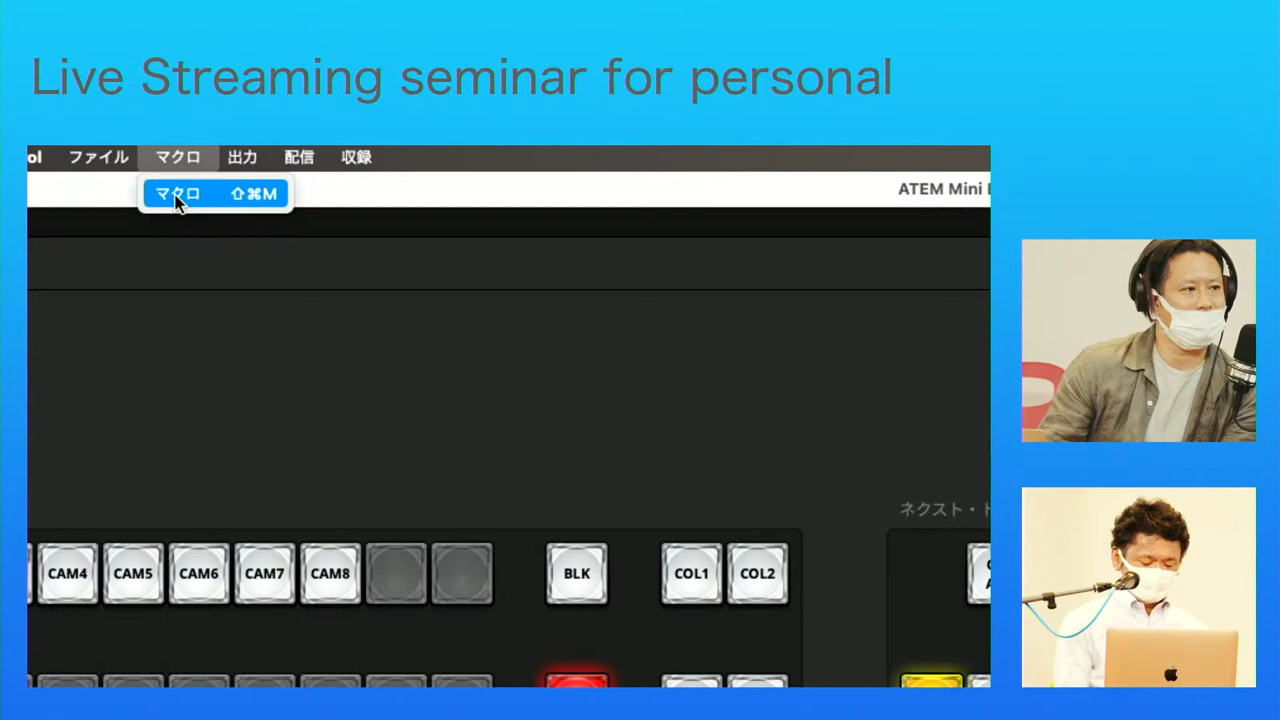 Live Streaming seminar for personal
ol ファイル マクロ 出力 配信 収録
マクロ ⇧⌘M
ATEM Mini
ネクスト・
CAM4 CAM5 CAM6 CAM7 CAM8 BLK COL1 COL2